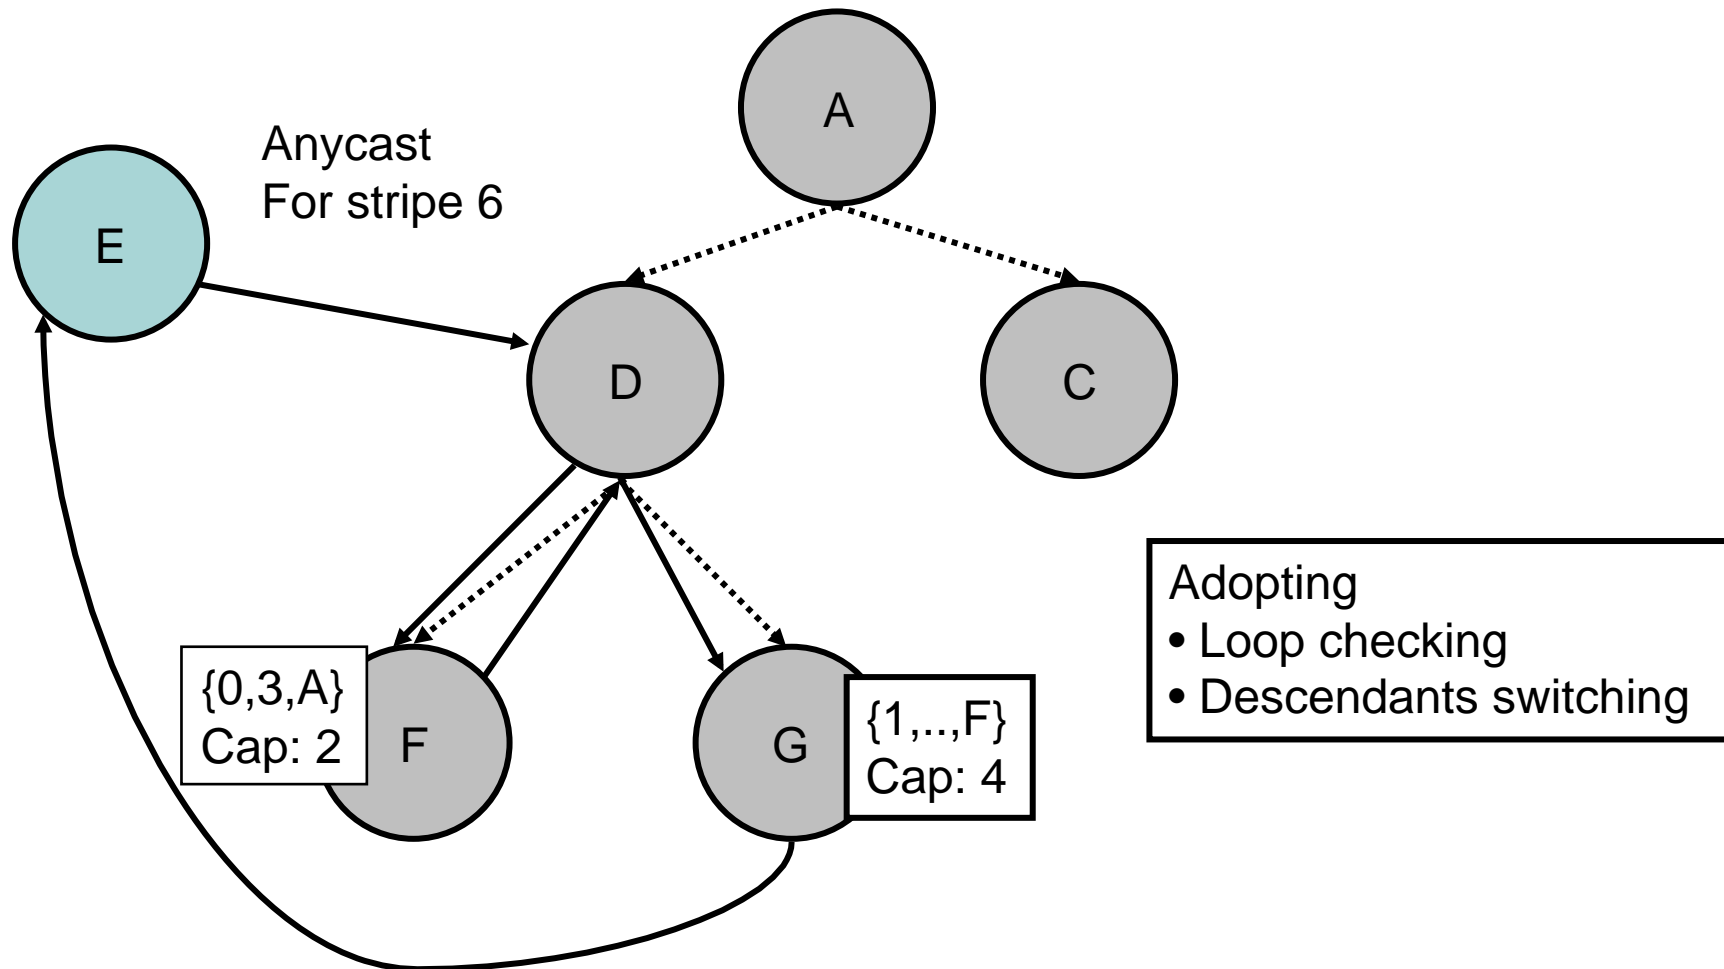 A
Anycast
For stripe 6
E
D
C
{0,3,A}
Cap: 2
F
G
{1,..,F}
Cap: 4
Adopting
• Loop checking
• Descendants switching